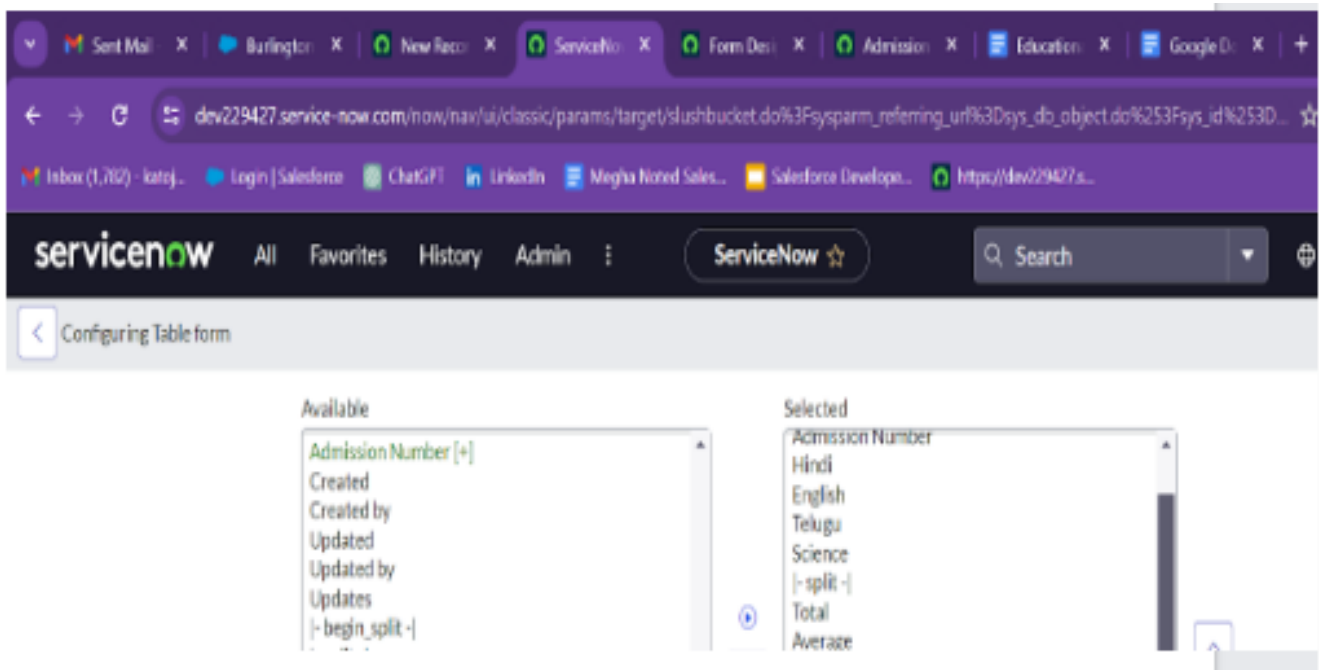 Sent Mail Burlington New Reco ServiceNo Form Desi Admission Education Google D
dev229427.service-now.com/now/nav/ui/classic/params/target/slushbucket.do%3Fsysparm_referring_url%3Dsys_db_object.do%253Fsys_id%253D...
Inbox (1,782) - katoj... Login | Salesforce ChatGPT LinkedIn Megha Noted Sales... Salesforce Develope... https://dev229427.s...
servicenow All Favorites History Admin ServiceNow Search
Configuring Table form
Available
Admission Number [+]
Created
Created by
Updated
Updated by
Updates
|- begin_split -|
Selected
Admission Number
Hindi
English
Telugu
Science
|- split -|
Total
Average